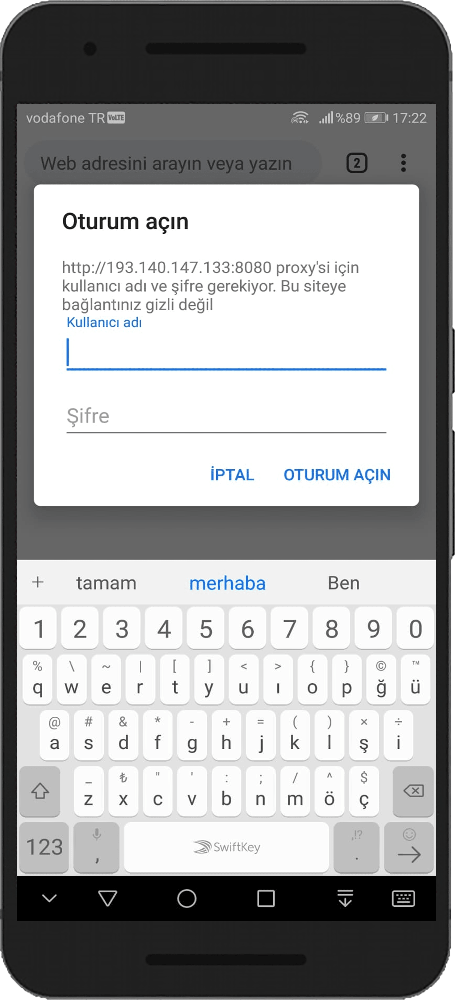 vodafone TR VoLTE %89 17:22
Web adresini arayın veya yazın 2
Oturum açın
http://193.140.147.133:8080 proxy'si için
kullanıcı adı ve şifre gerekiyor. Bu siteye
bağlantınız gizli değil
Kullanıcı adı
Şifre
İPTAL OTURUM AÇIN
+ tamam merhaba Ben
1 2 3 4 5 6 7 8 9 0
% \ ~ | [ ] < > { } © ™
q w e r t y u ı o p ğ ü
@ # & * - + = ( ) × ÷
a s d f g h j k l ş i
_ ₺ " ' : ; / ^ $
z x c v b n m ö ç
,!?
123 , SwiftKey .